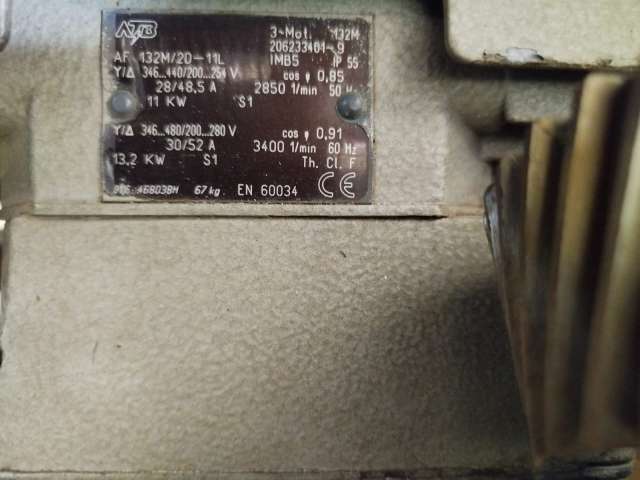 ATB 3~Mot. 132M
206233401-9
AF 132M/2D-11L IMB5 IP 55
Y/Δ 346...440/200...254 V cos φ 0,85
28/48,5 A 2850 1/min 50 Hz
11 KW S1
Y/Δ 346...480/200...280 V cos φ 0,91
30/52 A 3400 1/min 60 Hz
13,2 KW S1 Th. Cl. F
67 kg. EN 60034 CE